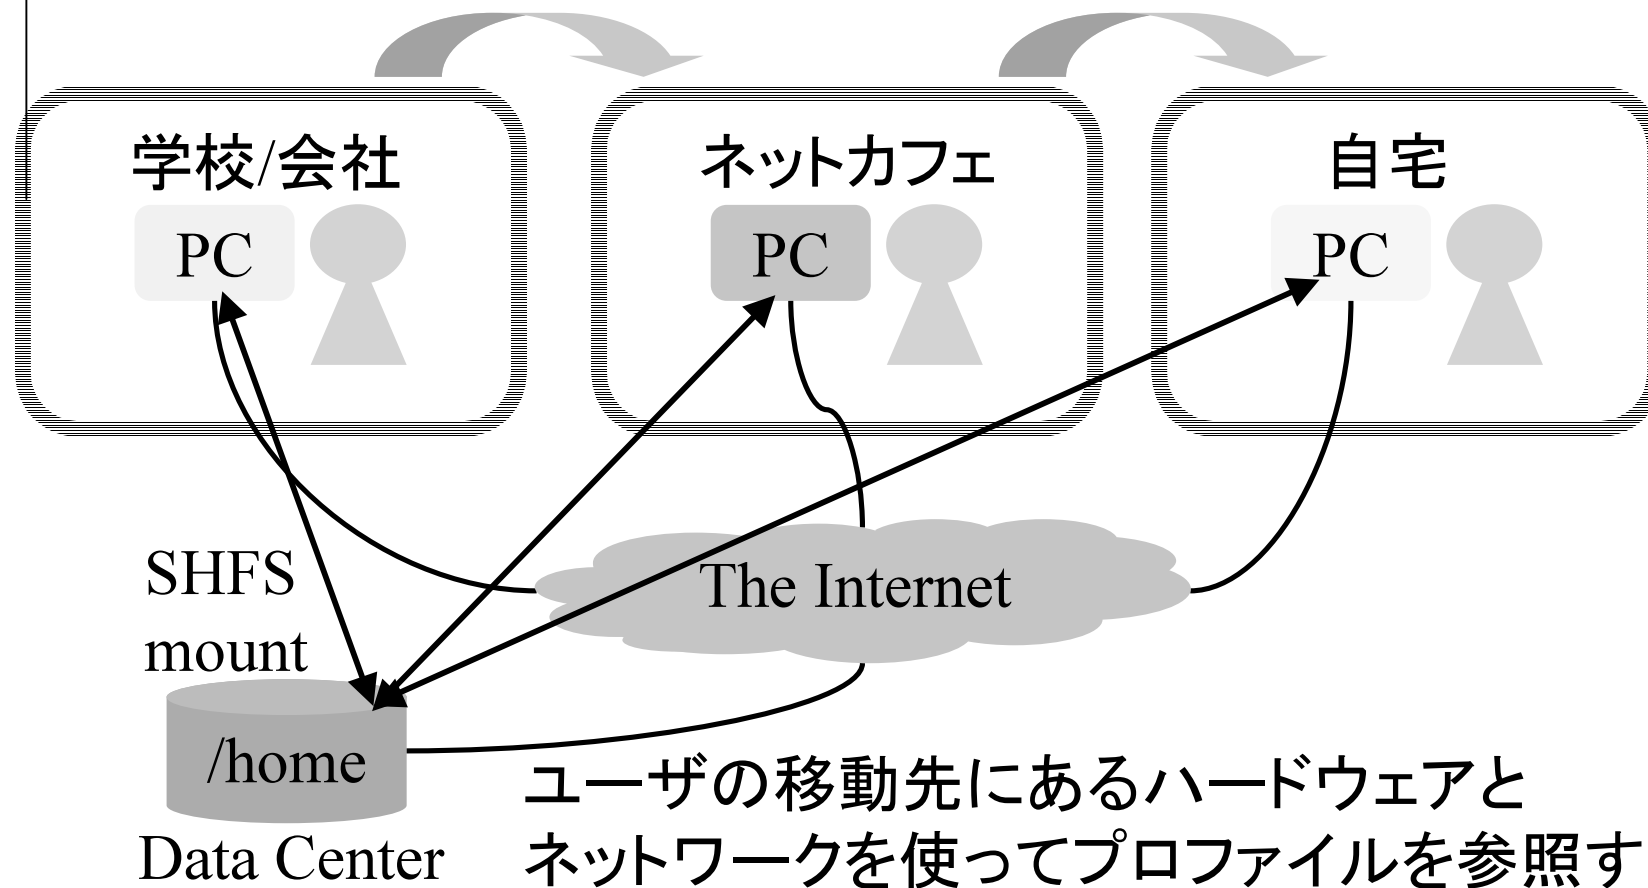 学校/会社
ネットカフェ
自宅
PC
PC
PC
The Internet
SHFS
mount
/home
Data Center
ユーザの移動先にあるハードウェアと
ネットワークを使ってプロファイルを参照す